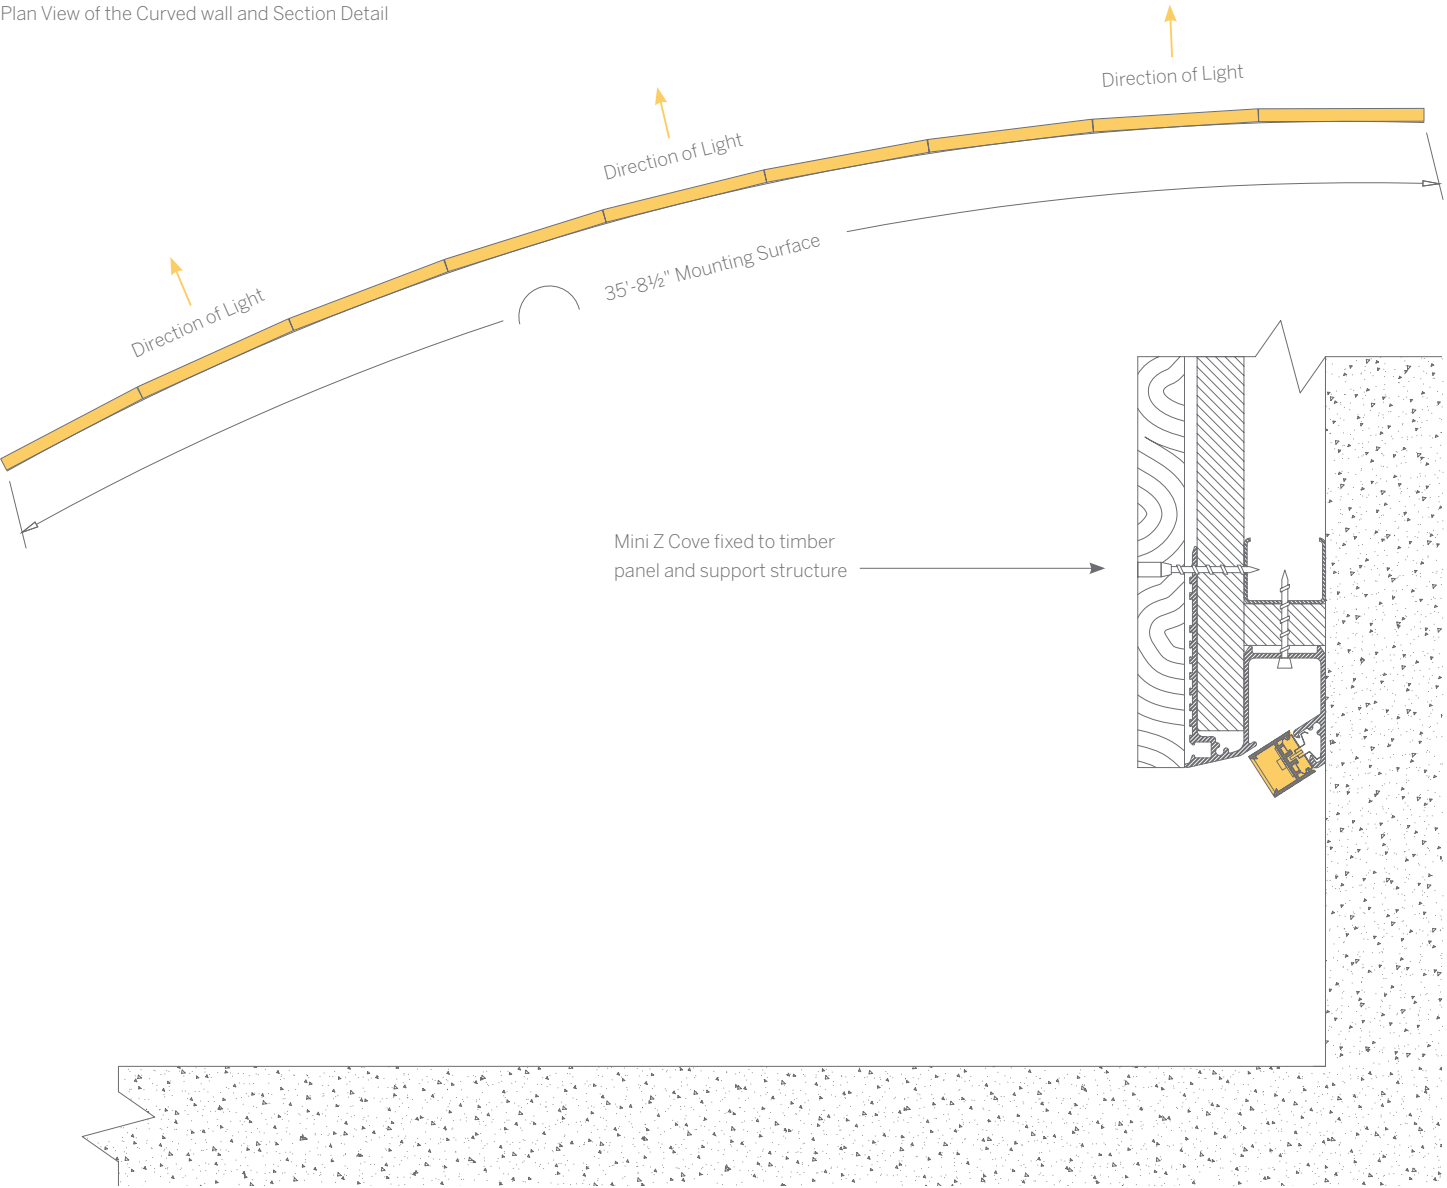 Plan View of the Curved wall and Section Detail
Direction of Light
Direction of Light
Direction of Light
35'-8½" Mounting Surface
Mini Z Cove fixed to timber
panel and support structure